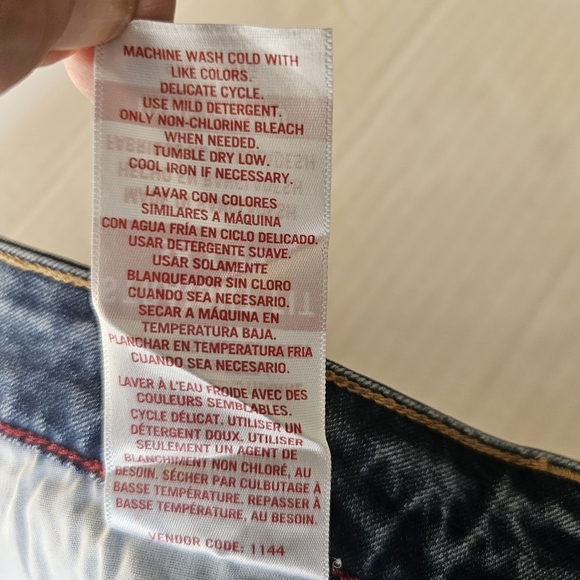 MACHINE WASH COLD WITH
LIKE COLORS.
DELICATE CYCLE.
USE MILD DETERGENT.
ONLY NON-CHLORINE BLEACH
WHEN NEEDED.
TUMBLE DRY LOW.
COOL IRON IF NECESSARY.
LAVAR CON COLORES
SIMILARES A MÁQUINA
CON AGUA FRÍA EN CICLO DELICADO.
USAR DETERGENTE SUAVE.
USAR SOLAMENTE
BLANQUEADOR SIN CLORO
CUANDO SEA NECESARIO.
SECAR A MÁQUINA EN
TEMPERATURA BAJA.
PLANCHAR EN TEMPERATURA FRIA
CUANDO SEA NECESARIO.
LAVER À L'EAU FROIDE AVEC DES
COULEURS SEMBLABLES.
CYCLE DÉLICAT. UTILISER UN
DÉTERGENT DOUX. UTILISER
SEULEMENT UN AGENT DE
BLANCHIMENT NON CHLORÉ, AU
BESOIN. SÉCHER PAR CULBUTAGE À
BASSE TEMPÉRATURE, REPASSER À
BASSE TEMPÉRATURE, AU BESOIN.
VENDOR CODE: 1144